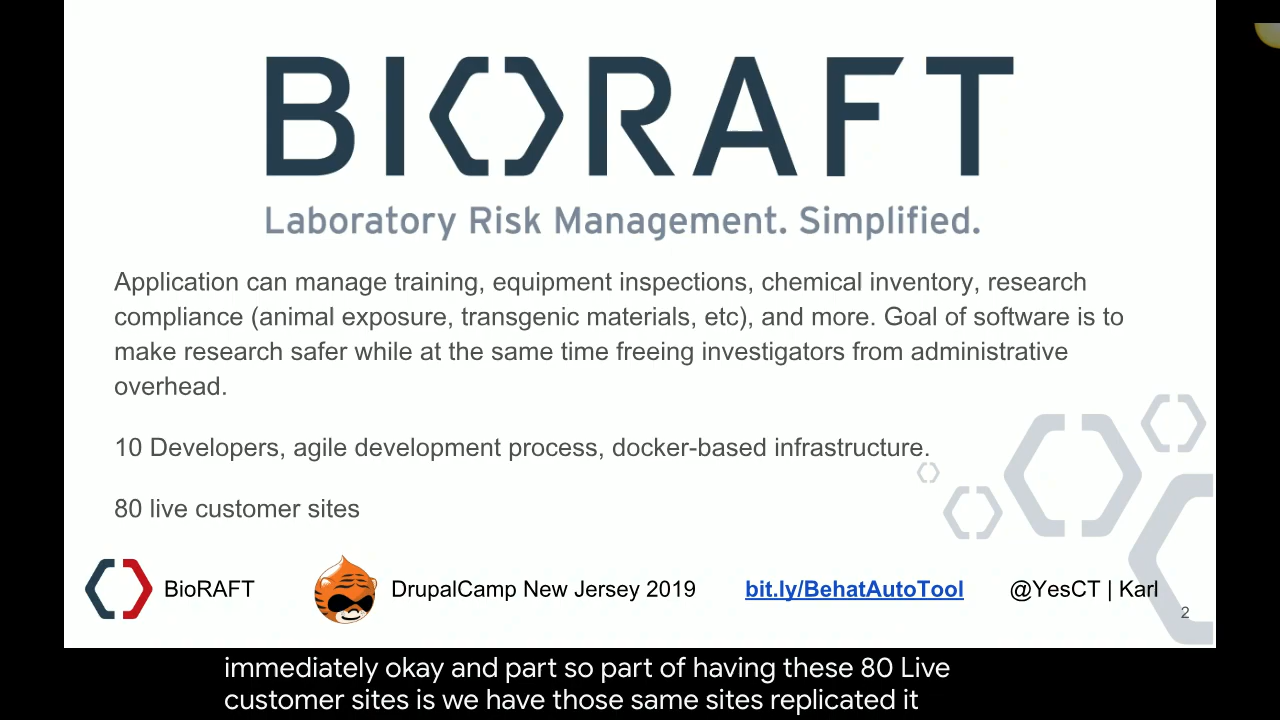 BIORAFT
Laboratory Risk Management. Simplified.
Application can manage training, equipment inspections, chemical inventory, research
compliance (animal exposure, transgenic materials, etc), and more. Goal of software is to
make research safer while at the same time freeing investigators from administrative
overhead.
10 Developers, agile development process, docker-based infrastructure.
80 live customer sites
BioRAFT DrupalCamp New Jersey 2019 bit.ly/BehatAutoTool @YesCT | Karl
2
immediately okay and part so part of having these 80 Live
customer sites is we have those same sites replicated it